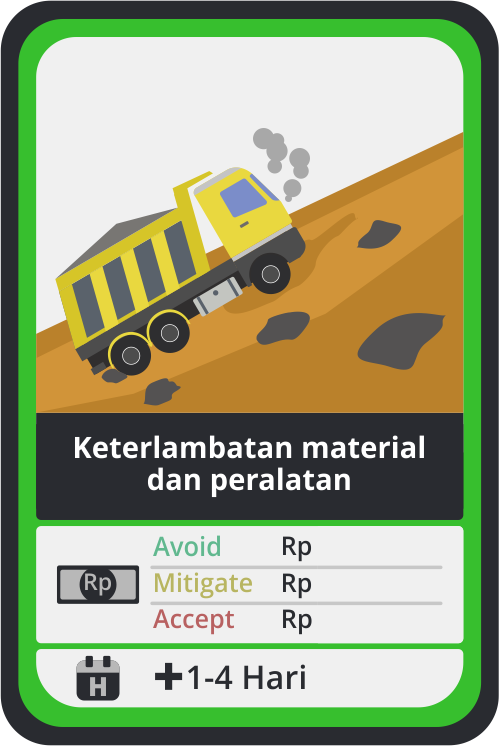 Keterlambatan material
dan peralatan
Avoid Rp
Rp Mitigate Rp
Accept Rp
H +1-4 Hari